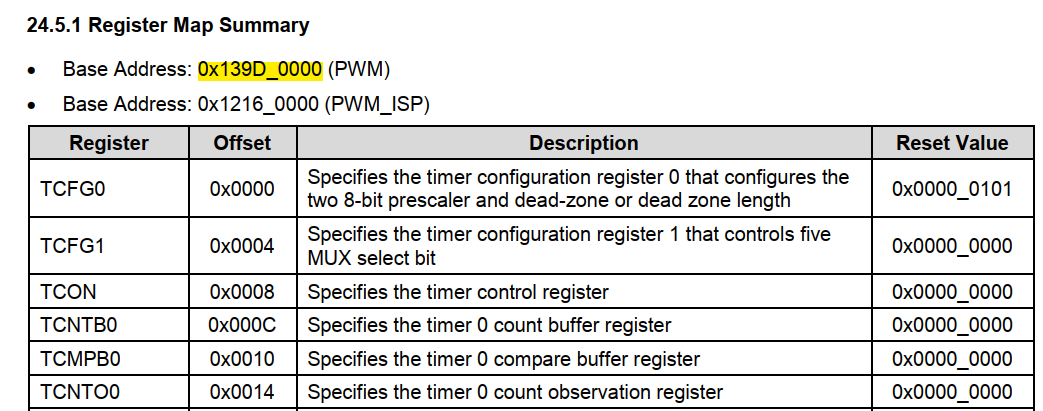 24.5.1 Register Map Summary
• Base Address: 0x139D_0000 (PWM)
• Base Address: 0x1216_0000 (PWM_ISP)
Register Offset Description Reset Value
TCFG0 0x0000 Specifies the timer configuration register 0 that configures the two 8-bit prescaler and dead-zone or dead zone length 0x0000_0101
TCFG1 0x0004 Specifies the timer configuration register 1 that controls five MUX select bit 0x0000_0000
TCON 0x0008 Specifies the timer control register 0x0000_0000
TCNTB0 0x000C Specifies the timer 0 count buffer register 0x0000_0000
TCMPB0 0x0010 Specifies the timer 0 compare buffer register 0x0000_0000
TCNTO0 0x0014 Specifies the timer 0 count observation register 0x0000_0000